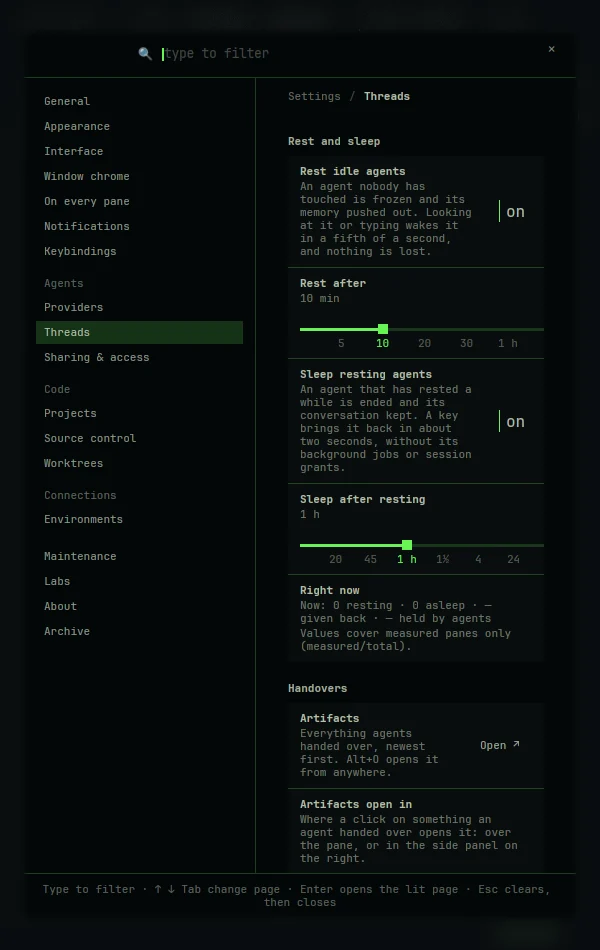 type to filter
×
General
Appearance
Interface
Window chrome
On every pane
Notifications
Keybindings
Agents
Providers
Threads
Sharing & access
Code
Projects
Source control
Worktrees
Connections
Environments
Maintenance
Labs
About
Archive
Settings / Threads
Rest and sleep
Rest idle agents
An agent nobody has
touched is frozen and its
memory pushed out. Looking
at it or typing wakes it
in a fifth of a second,
and nothing is lost.
on
Rest after
10 min
5 10 20 30 1 h
Sleep resting agents
An agent that has rested a
while is ended and its
conversation kept. A key
brings it back in about
two seconds, without its
background jobs or session
grants.
on
Sleep after resting
1 h
20 45 1 h 1½ 4 24
Right now
Now: 0 resting · 0 asleep · —
given back · — held by agents
Values cover measured panes only
(measured/total).
Handovers
Artifacts
Everything agents
handed over, newest
first. Alt+O opens it
from anywhere.
Open ↗
Artifacts open in
Where a click on something an
agent handed over opens it: over
the pane, or in the side panel on
the right.
Type to filter · ↑ ↓ Tab change page · Enter opens the lit page · Esc clears,
then closes